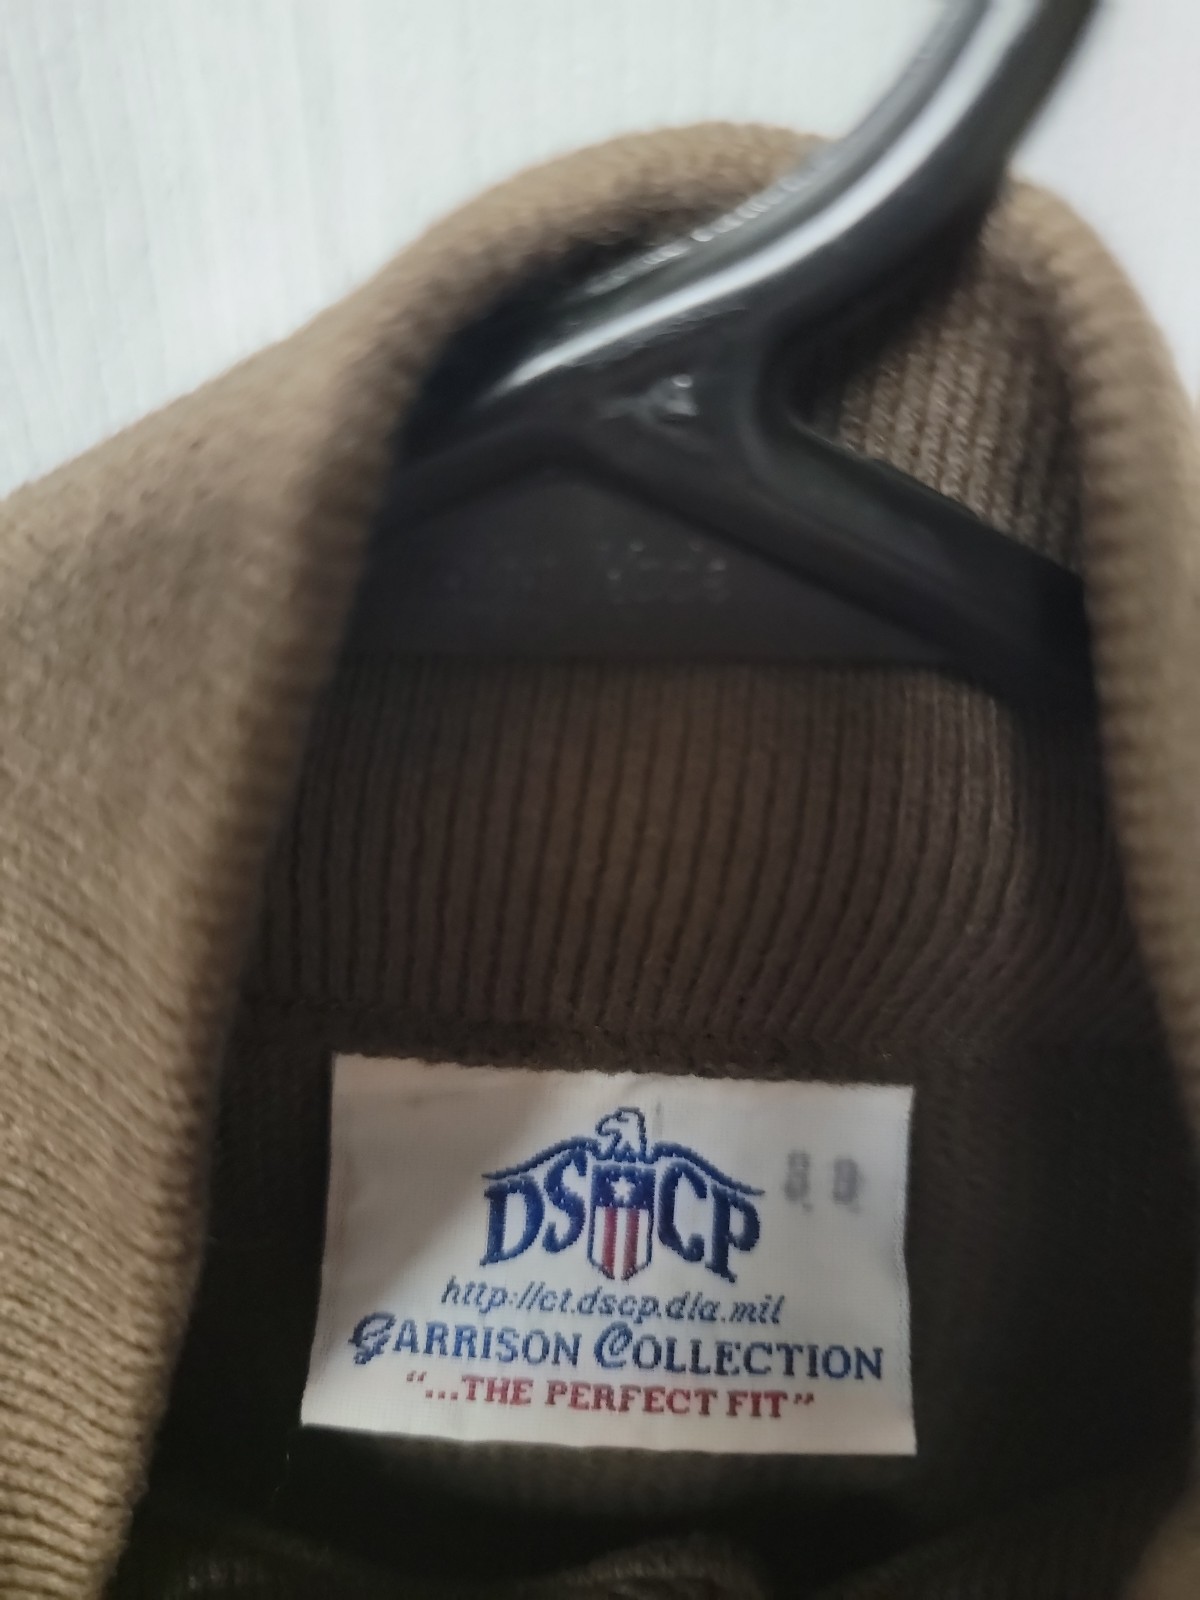 DSCP
http://ct.dscp.dla.mil
GARRISON COLLECTION
"...THE PERFECT FIT"